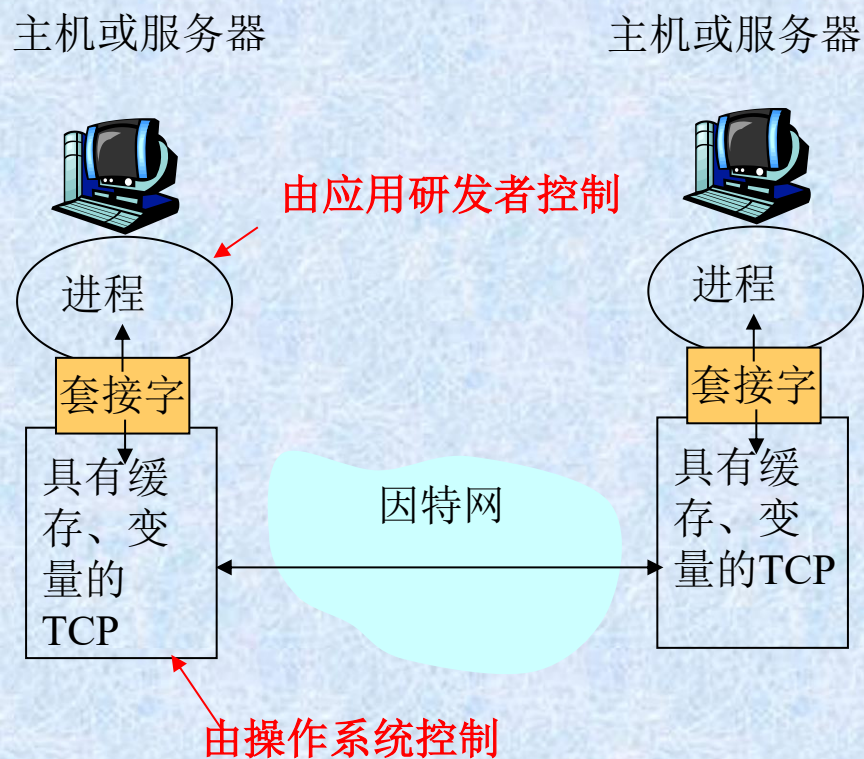 主机或服务器
主机或服务器
由应用研发者控制
进程
进程
套接字
套接字
具有缓
存、变
量的
TCP
因特网
具有缓
存、变
量的TCP
由操作系统控制